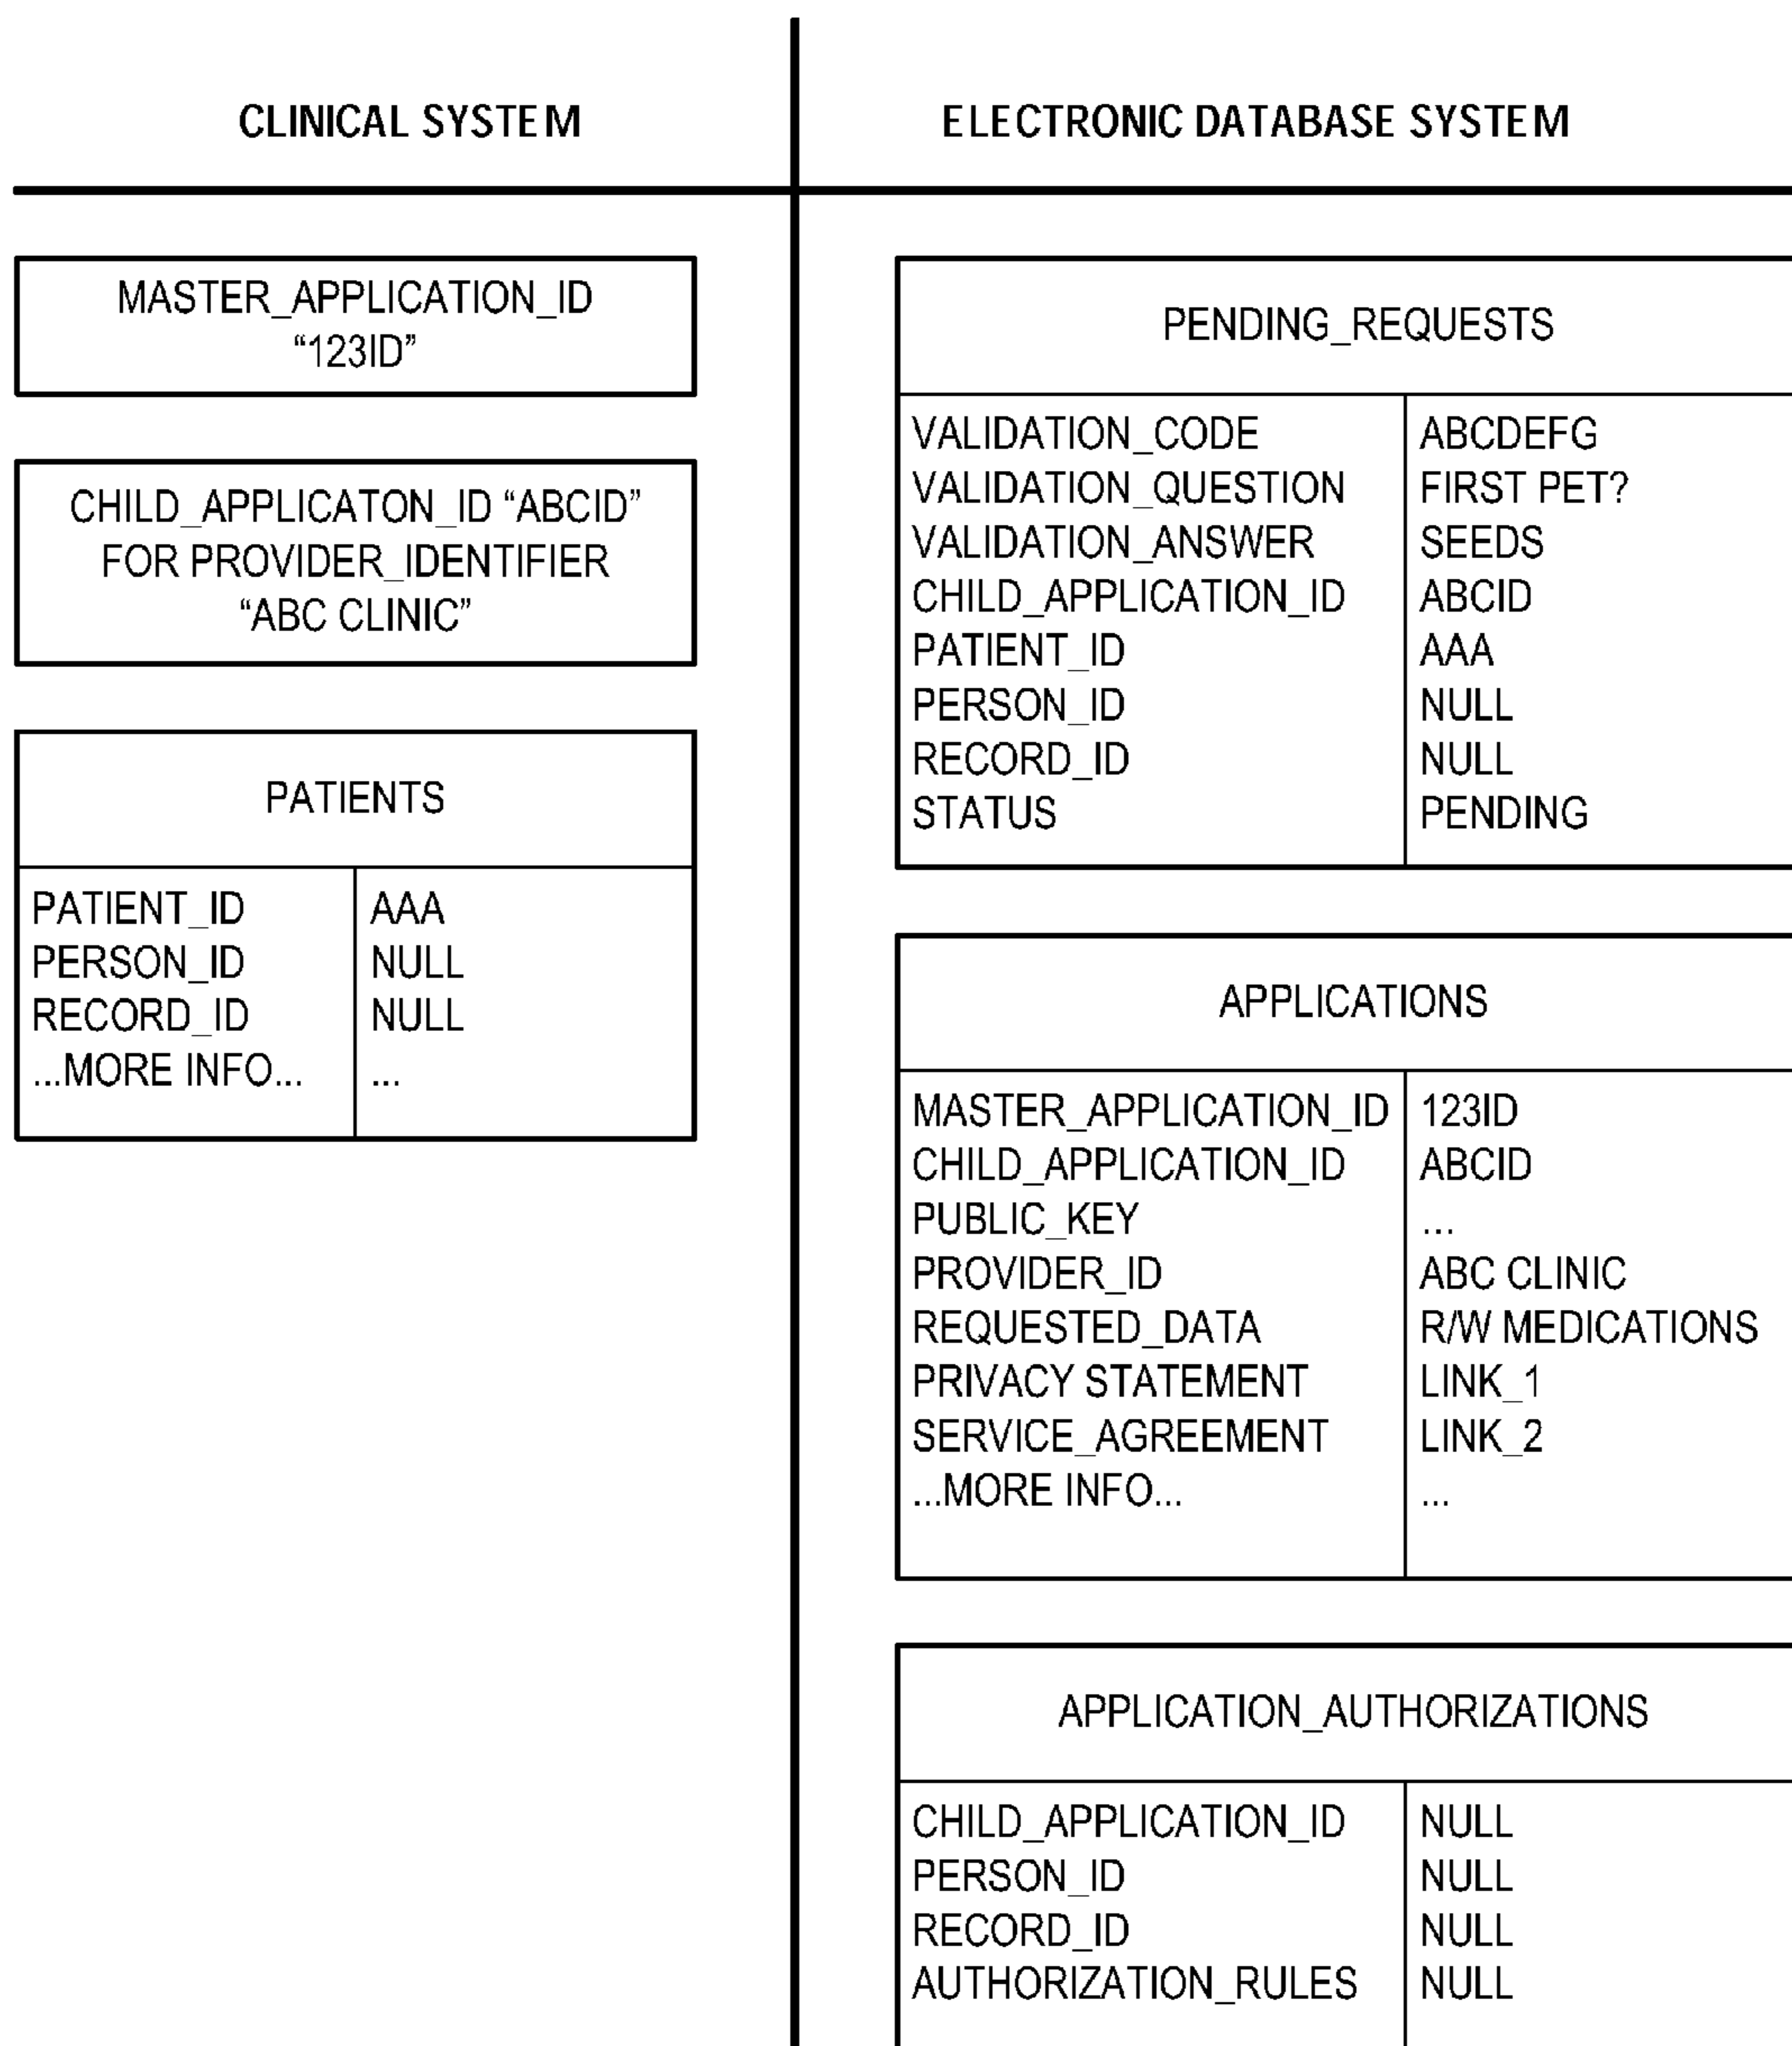 CLINICAL SYSTEM
MASTER_APPLICATION_ID
“123ID”
CHILD_APPLICATON_ID “ABCID”
FOR PROVIDER_IDENTIFIER
“ABC CLINIC”
PATIENTS
PATIENT_ID AAA
PERSON_ID NULL
RECORD_ID NULL
...MORE INFO... ...
ELECTRONIC DATABASE SYSTEM
PENDING_REQUESTS
VALIDATION_CODE ABCDEFG
VALIDATION_QUESTION FIRST PET?
VALIDATION_ANSWER SEEDS
CHILD_APPLICATION_ID ABCID
PATIENT_ID AAA
PERSON_ID NULL
RECORD_ID NULL
STATUS PENDING
APPLICATIONS
MASTER_APPLICATION_ID 123ID
CHILD_APPLICATION_ID ABCID
PUBLIC_KEY ...
PROVIDER_ID ABC CLINIC
REQUESTED_DATA R/W MEDICATIONS
PRIVACY STATEMENT LINK_1
SERVICE_AGREEMENT LINK_2
...MORE INFO... ...
APPLICATION_AUTHORIZATIONS
CHILD_APPLICATION_ID NULL
PERSON_ID NULL
RECORD_ID NULL
AUTHORIZATION_RULES NULL